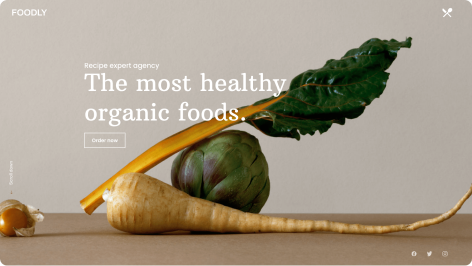 FOODLY
Recipe expert agency
The most healthy
organic foods.
Order now